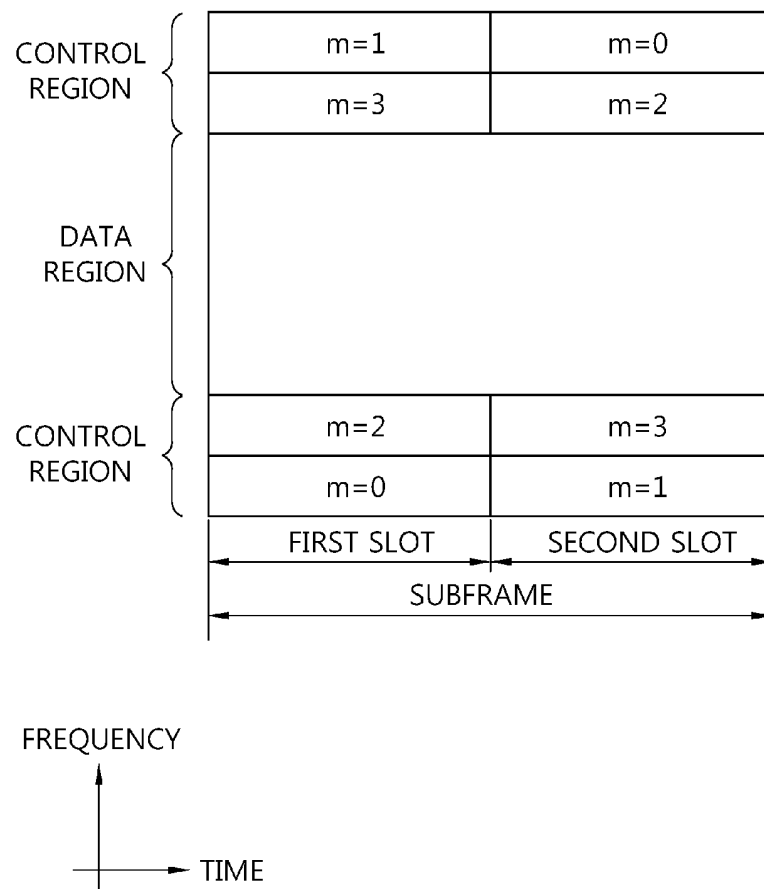 CONTROL
REGION
m=1
m=0
m=3
m=2
DATA
REGION
CONTROL
REGION
m=2
m=3
m=0
m=1
FIRST SLOT
SECOND SLOT
SUBFRAME
FREQUENCY
TIME